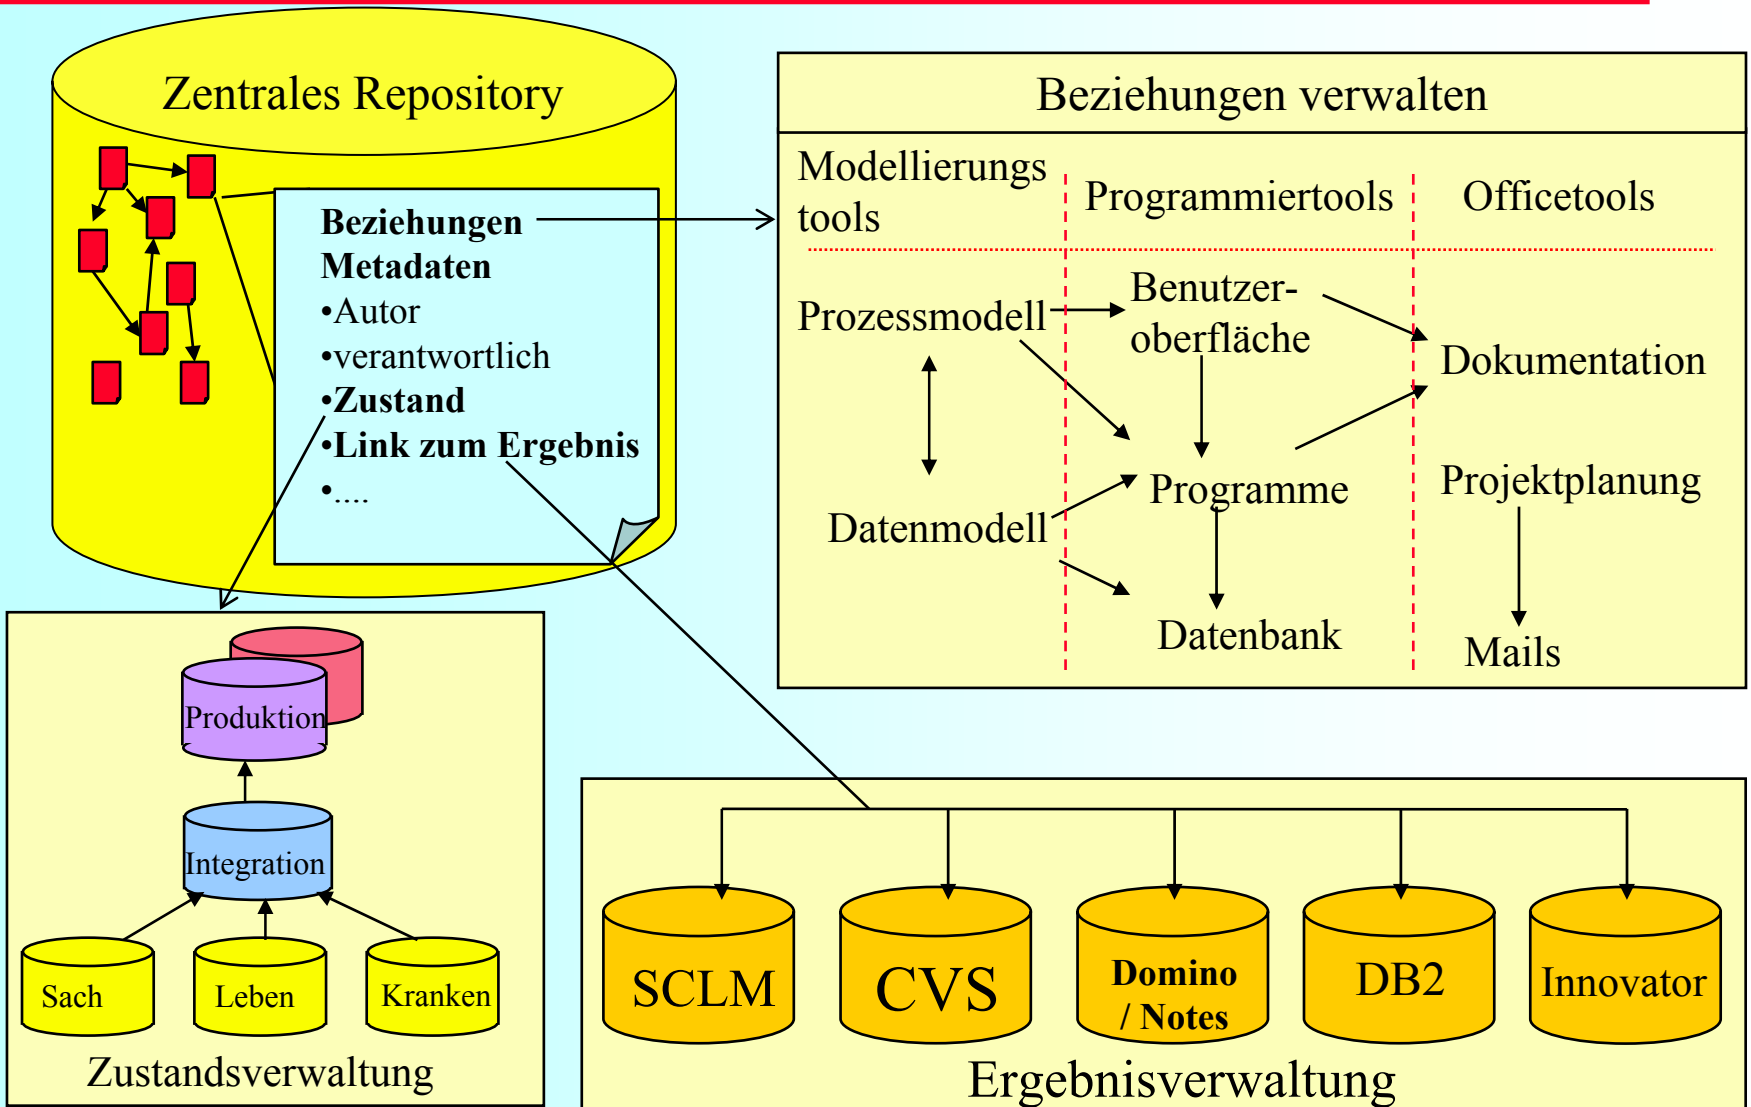 Zentrales Repository
Beziehungen
Metadaten
•Autor
•verantwortlich
•Zustand
•Link zum Ergebnis
•....
Beziehungen verwalten
Modellierungs
tools
Programmiertools
Officetools
Prozessmodell
Benutzer-
oberfläche
Dokumentation
Datenmodell
Programme
Projektplanung
Datenbank
Mails
Produktion
Integration
Sach
Leben
Kranken
Zustandsverwaltung
SCLM
CVS
Domino
/ Notes
DB2
Innovator
Ergebnisverwaltung